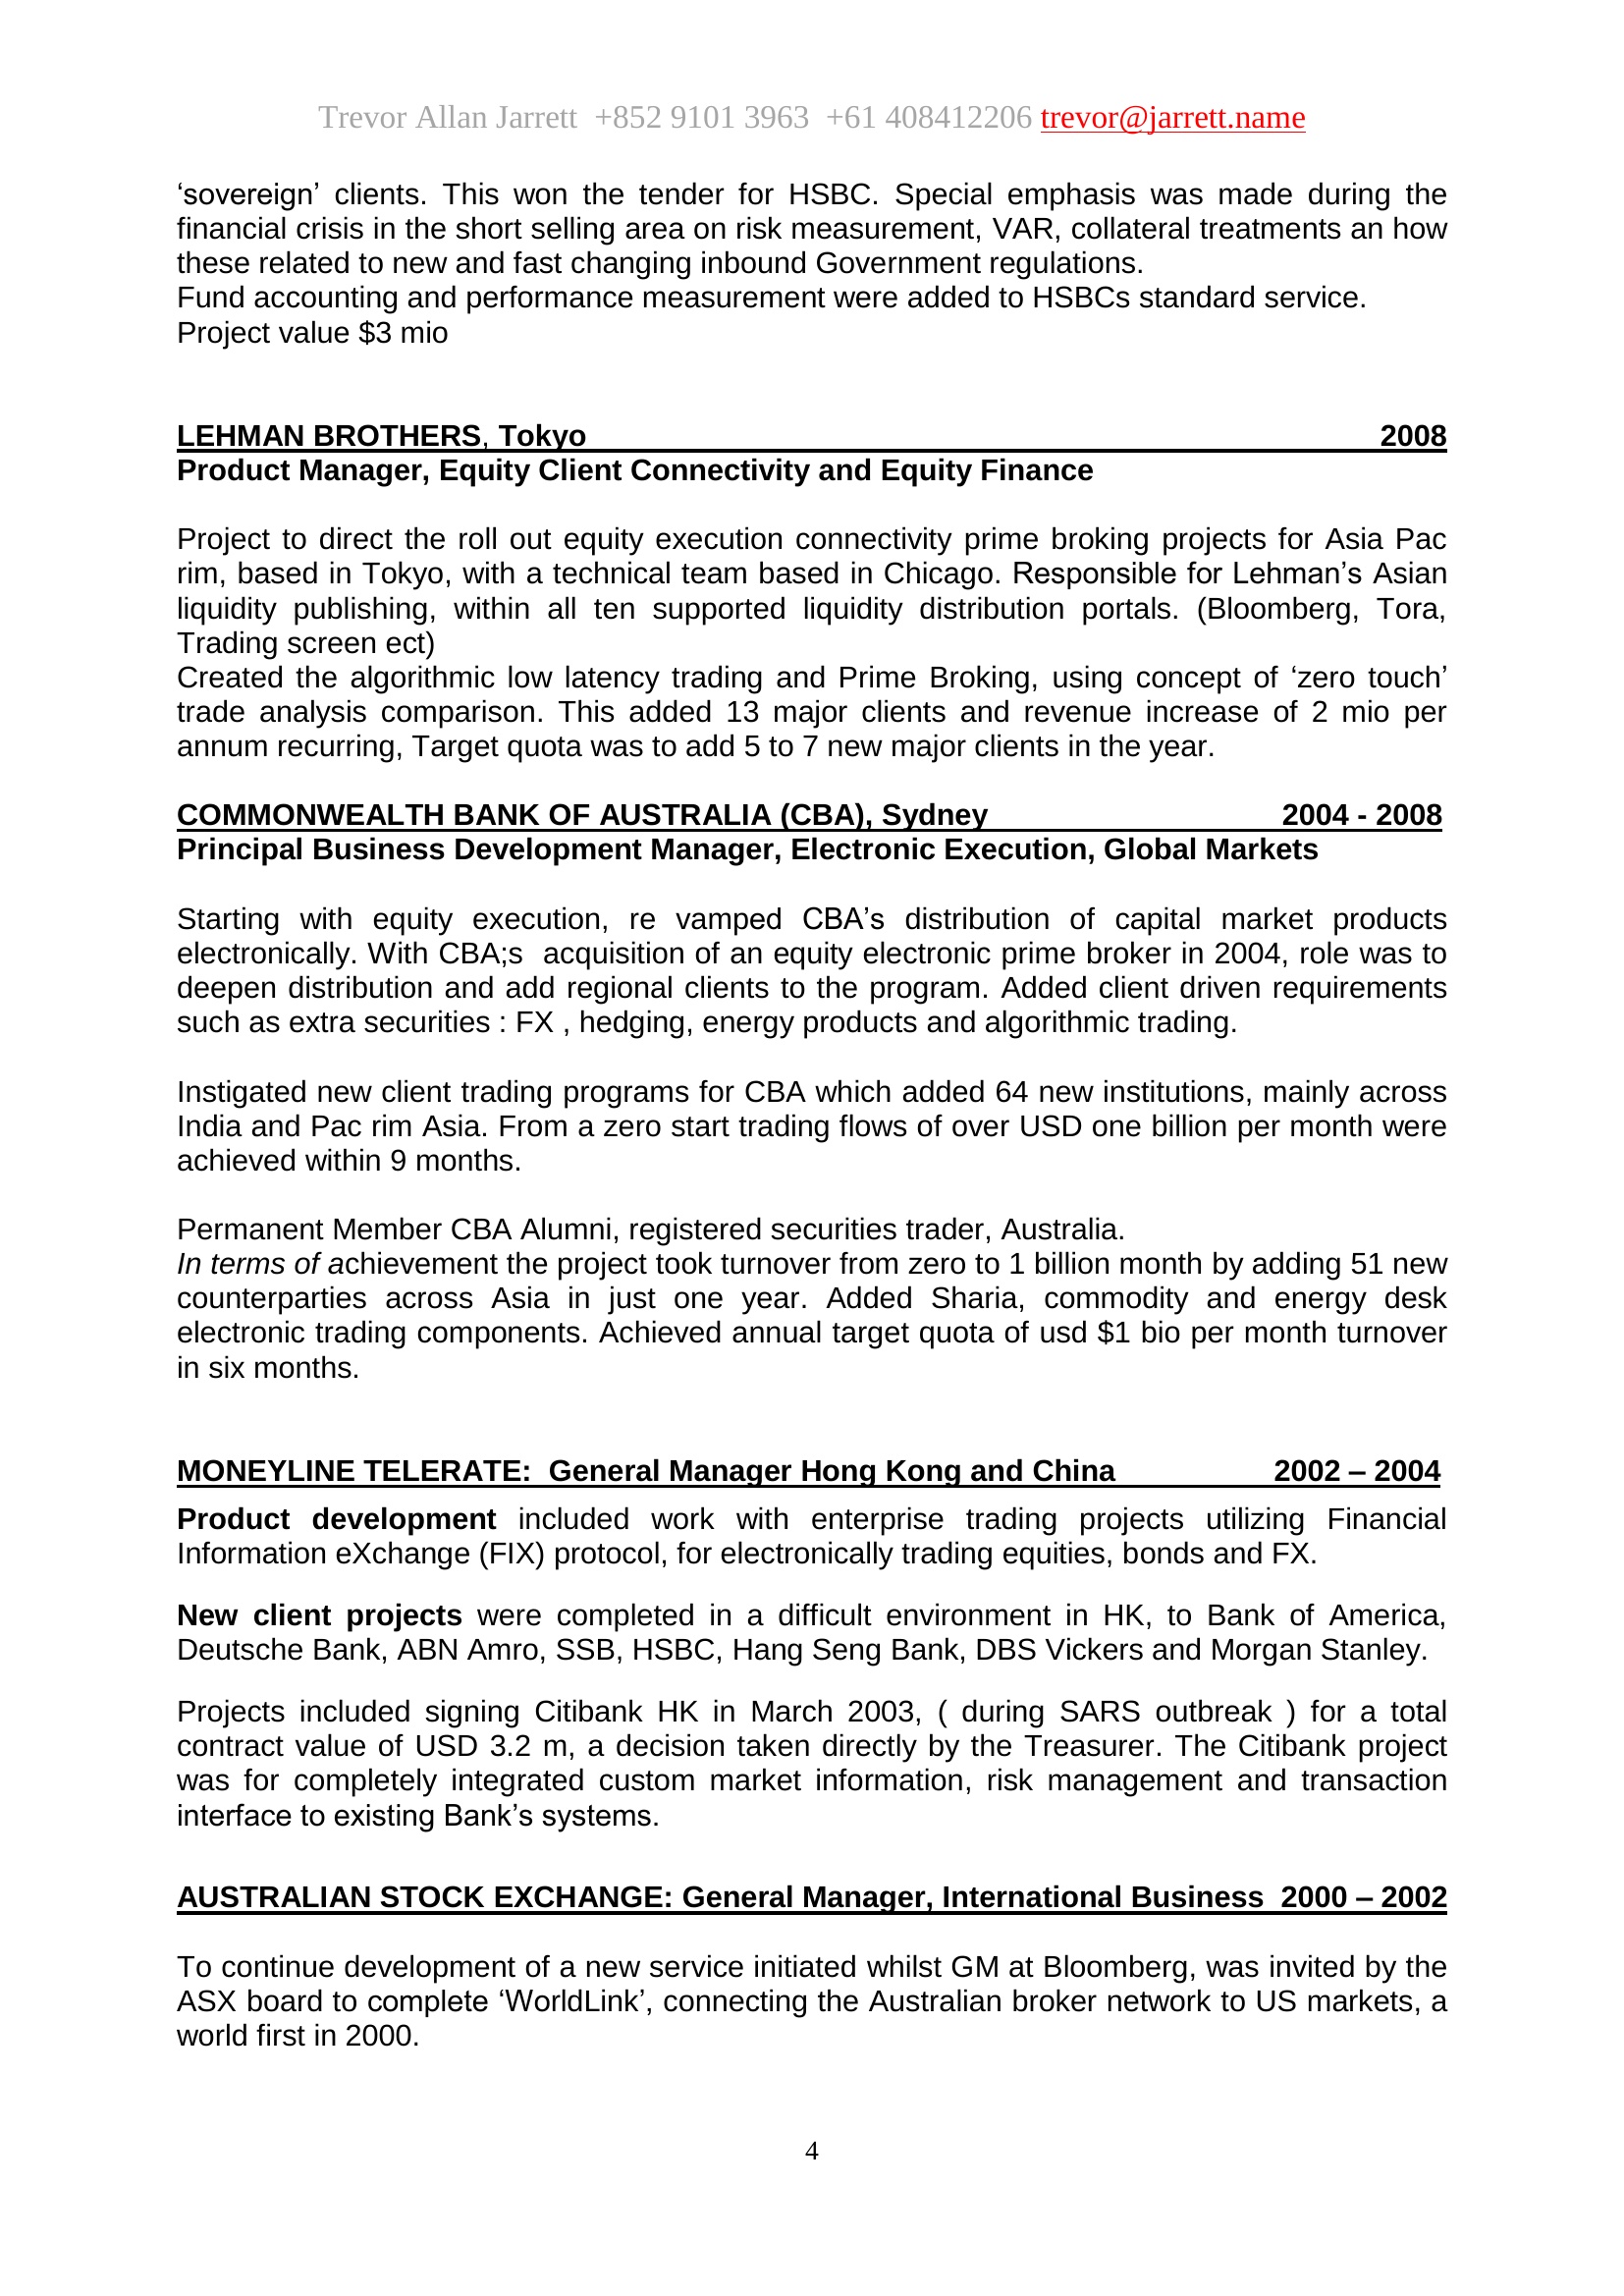 Trevor Allan Jarrett  +852 9101 3963  +61 408412206 trevor@jarrett.name
‘sovereign’ clients. This won the tender for HSBC. Special emphasis was made during the
financial crisis in the short selling area on risk measurement, VAR, collateral treatments an how
these related to new and fast changing inbound Government regulations.
Fund accounting and performance measurement were added to HSBCs standard service.
Project value $3 mio
LEHMAN BROTHERS, Tokyo 2008
Product Manager, Equity Client Connectivity and Equity Finance
Project to direct the roll out equity execution connectivity prime broking projects for Asia Pac
rim, based in Tokyo, with a technical team based in Chicago. Responsible for Lehman’s Asian
liquidity publishing, within all ten supported liquidity distribution portals. (Bloomberg, Tora,
Trading screen ect)
Created the algorithmic low latency trading and Prime Broking, using concept of ‘zero touch’
trade analysis comparison. This added 13 major clients and revenue increase of 2 mio per
annum recurring, Target quota was to add 5 to 7 new major clients in the year.
COMMONWEALTH BANK OF AUSTRALIA (CBA), Sydney 2004 - 2008
Principal Business Development Manager, Electronic Execution, Global Markets
Starting with equity execution, re vamped CBA’s distribution of capital market products
electronically. With CBA;s  acquisition of an equity electronic prime broker in 2004, role was to
deepen distribution and add regional clients to the program. Added client driven requirements
such as extra securities : FX , hedging, energy products and algorithmic trading.
Instigated new client trading programs for CBA which added 64 new institutions, mainly across
India and Pac rim Asia. From a zero start trading flows of over USD one billion per month were
achieved within 9 months.
Permanent Member CBA Alumni, registered securities trader, Australia.
In terms of achievement the project took turnover from zero to 1 billion month by adding 51 new
counterparties across Asia in just one year. Added Sharia, commodity and energy desk
electronic trading components. Achieved annual target quota of usd $1 bio per month turnover
in six months.
MONEYLINE TELERATE:  General Manager Hong Kong and China 2002 – 2004
Product development included work with enterprise trading projects utilizing Financial
Information eXchange (FIX) protocol, for electronically trading equities, bonds and FX.
New client projects were completed in a difficult environment in HK, to Bank of America,
Deutsche Bank, ABN Amro, SSB, HSBC, Hang Seng Bank, DBS Vickers and Morgan Stanley.
Projects included signing Citibank HK in March 2003, ( during SARS outbreak ) for a total
contract value of USD 3.2 m, a decision taken directly by the Treasurer. The Citibank project
was for completely integrated custom market information, risk management and transaction
interface to existing Bank’s systems.
AUSTRALIAN STOCK EXCHANGE: General Manager, International Business  2000 – 2002
To continue development of a new service initiated whilst GM at Bloomberg, was invited by the
ASX board to complete ‘WorldLink’, connecting the Australian broker network to US markets, a
world first in 2000.
4